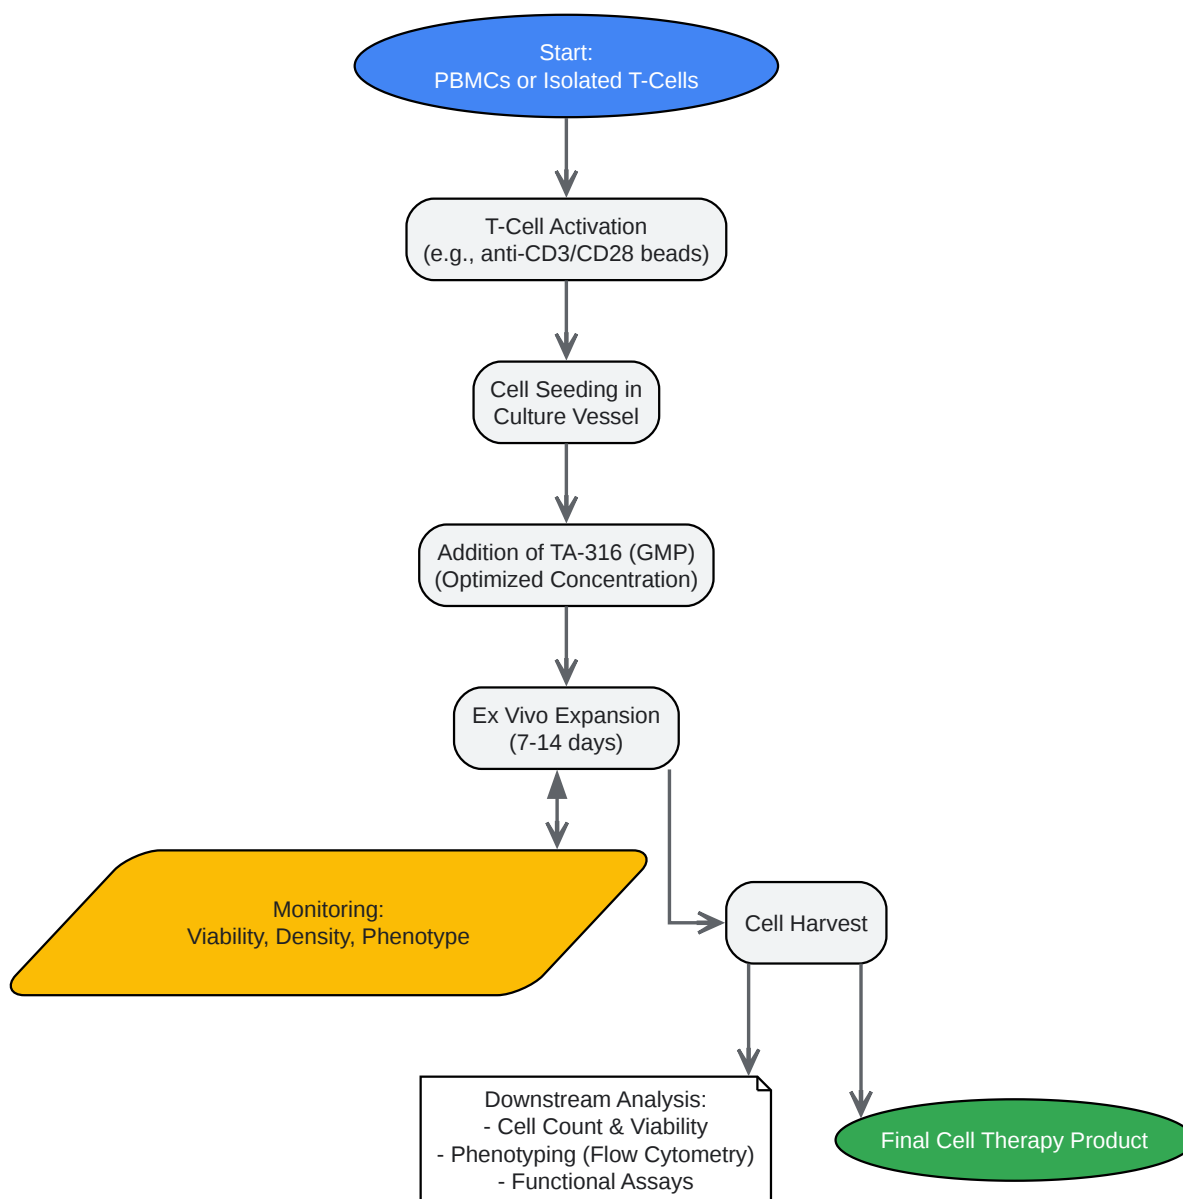 Start:
PBMCs or Isolated T-Cells
T-Cell Activation
(e.g., anti-CD3/CD28 beads)
Cell Seeding in
Culture Vessel
Addition of TA-316 (GMP)
(Optimized Concentration)
Ex Vivo Expansion
(7-14 days)
Monitoring:
Viability, Density, Phenotype
Cell Harvest
Downstream Analysis:
- Cell Count & Viability
- Phenotyping (Flow Cytometry)
- Functional Assays
Final Cell Therapy Product